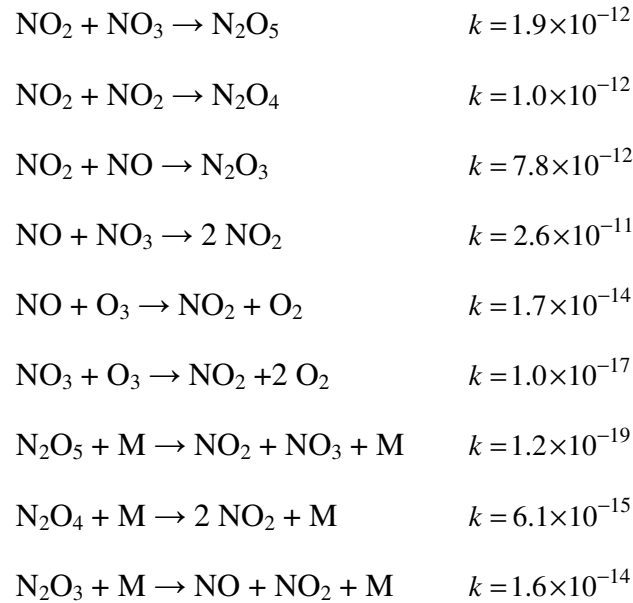 NO₂ + NO₃ → N₂O₅ k = 1.9×10⁻¹²
NO₂ + NO₂ → N₂O₄ k = 1.0×10⁻¹²
NO₂ + NO → N₂O₃ k = 7.8×10⁻¹²
NO + NO₃ → 2 NO₂ k = 2.6×10⁻¹¹
NO + O₃ → NO₂ + O₂ k = 1.7×10⁻¹⁴
NO₃ + O₃ → NO₂ +2 O₂ k = 1.0×10⁻¹⁷
N₂O₅ + M → NO₂ + NO₃ + M k = 1.2×10⁻¹⁹
N₂O₄ + M → 2 NO₂ + M k = 6.1×10⁻¹⁵
N₂O₃ + M → NO + NO₂ + M k = 1.6×10⁻¹⁴